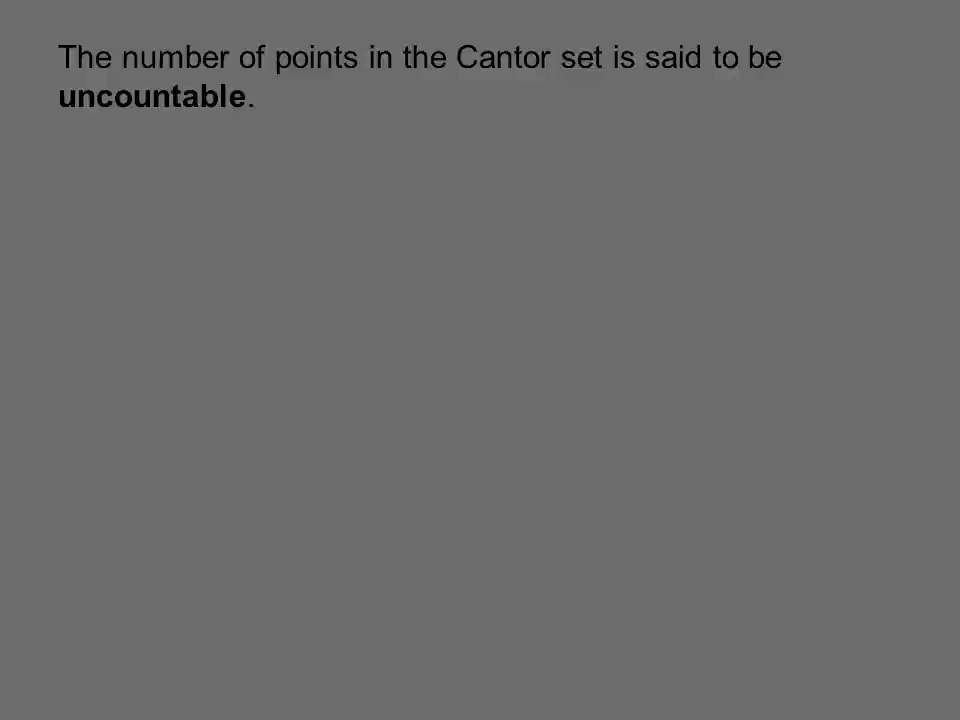 The number of points in the Cantor set is said to be
uncountable.